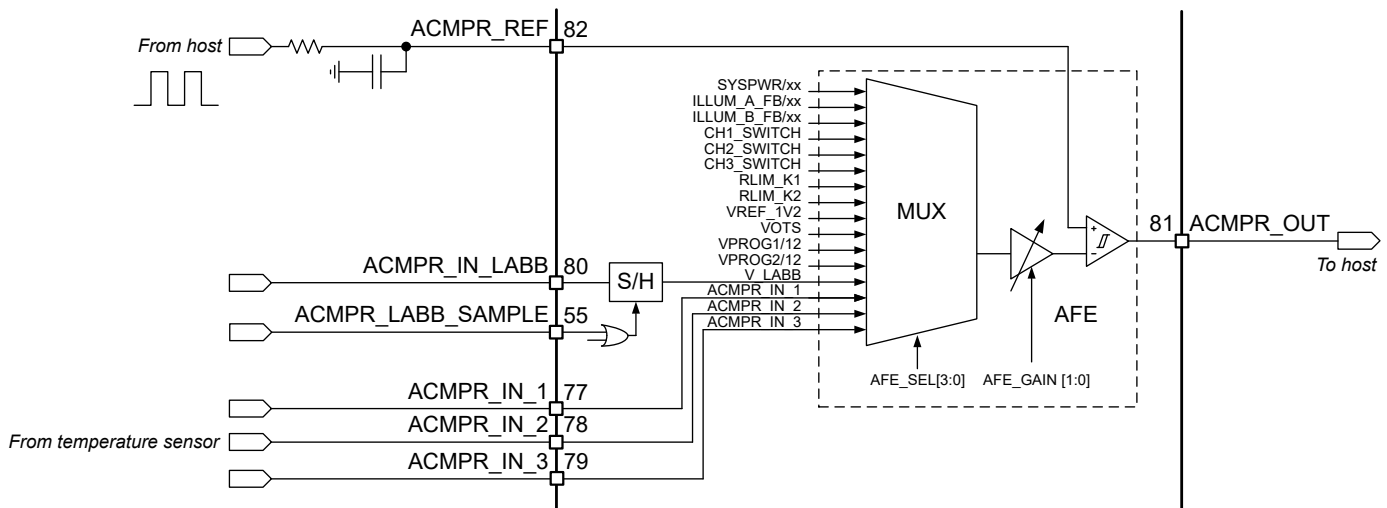 ACMPR_REF 82
From host
SYSPWR/xx
ILLUM_A_FB/xx
ILLUM_B_FB/xx
CH1_SWITCH
CH2_SWITCH
CH3_SWITCH
RLIM_K1
RLIM_K2
VREF_1V2
VOTS
VPROG1/12
VPROG2/12
V_LABB
ACMPR_IN_1
ACMPR_IN_2
ACMPR_IN_3
MUX
+
−
AFE
AFE_SEL[3:0]
AFE_GAIN [1:0]
81 ACMPR_OUT
To host
ACMPR_IN_LABB 80
S/H
ACMPR_LABB_SAMPLE 55
ACMPR_IN_1 77
ACMPR_IN_2 78
From temperature sensor
ACMPR_IN_3 79